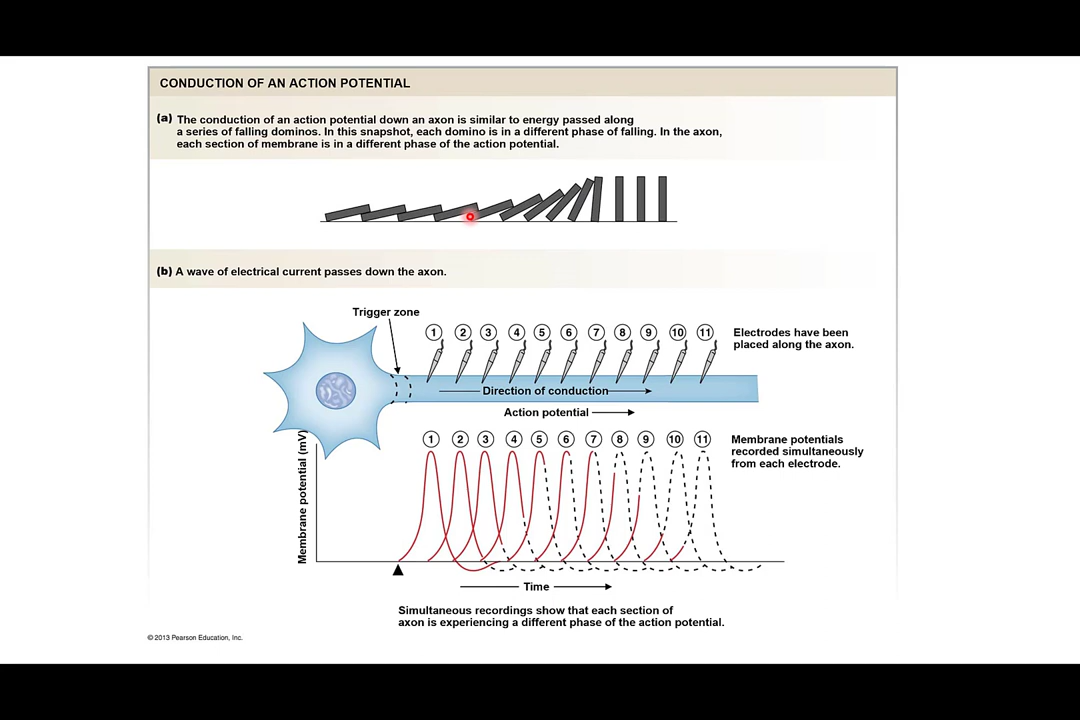 CONDUCTION OF AN ACTION POTENTIAL
(a) The conduction of an action potential down an axon is similar to energy passed along
a series of falling dominos. In this snapshot, each domino is in a different phase of falling. In the axon,
each section of membrane is in a different phase of the action potential.
(b) A wave of electrical current passes down the axon.
Trigger zone
1 2 3 4 5 6 7 8 9 10 11
Electrodes have been
placed along the axon.
Direction of conduction
Action potential
1 2 3 4 5 6 7 8 9 10 11
Membrane potentials
recorded simultaneously
from each electrode.
Membrane potential (mV)
Time
Simultaneous recordings show that each section of
axon is experiencing a different phase of the action potential.
© 2013 Pearson Education, Inc.